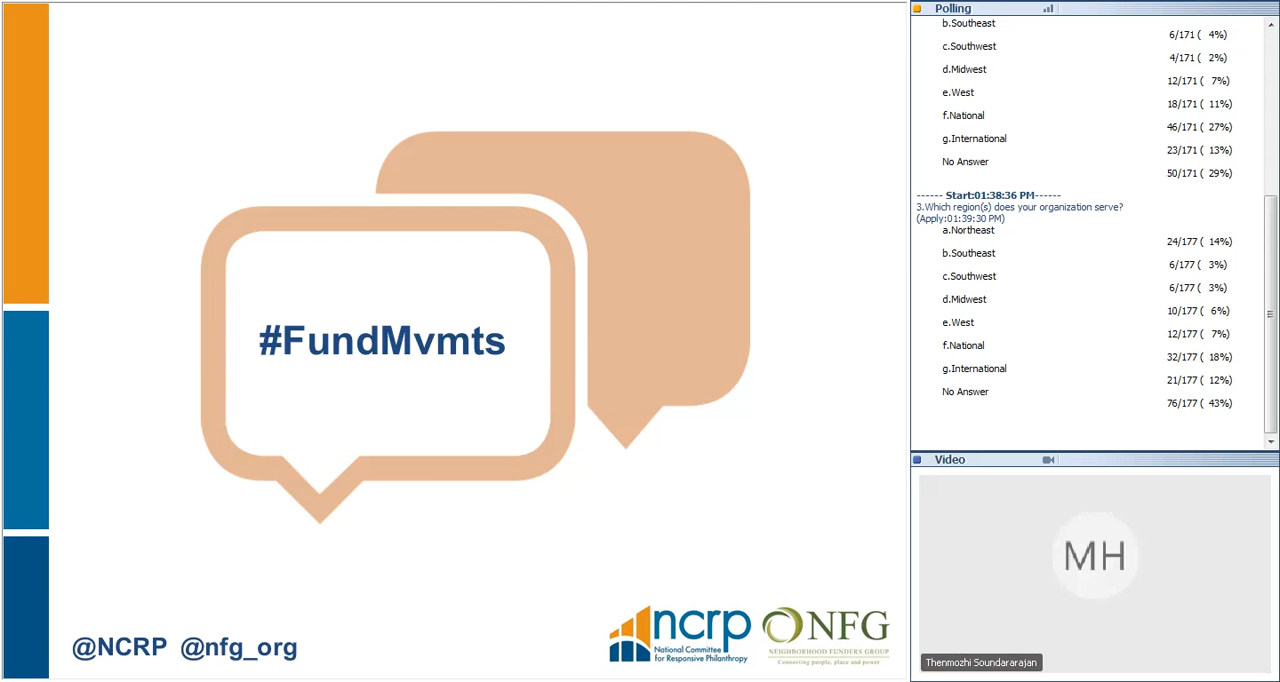 #FundMvmts
@NCRP @nfg_org
ncrp
National Committee
for Responsive Philanthropy
NFG
NEIGHBORHOOD FUNDERS GROUP
Connecting people, place and power
Polling
b.Southeast
6/171 ( 4%)
c.Southwest
4/171 ( 2%)
d.Midwest
12/171 ( 7%)
e.West
18/171 ( 11%)
f.National
46/171 ( 27%)
g.International
23/171 ( 13%)
No Answer
50/171 ( 29%)
------ Start:01:38:36 PM------
3.Which region(s) does your organization serve?
(Apply:01:39:30 PM)
a.Northeast
24/177 ( 14%)
b.Southeast
6/177 ( 3%)
c.Southwest
6/177 ( 3%)
d.Midwest
10/177 ( 6%)
e.West
12/177 ( 7%)
f.National
32/177 ( 18%)
g.International
21/177 ( 12%)
No Answer
76/177 ( 43%)
Video
MH
Thenmozhi Soundararajan